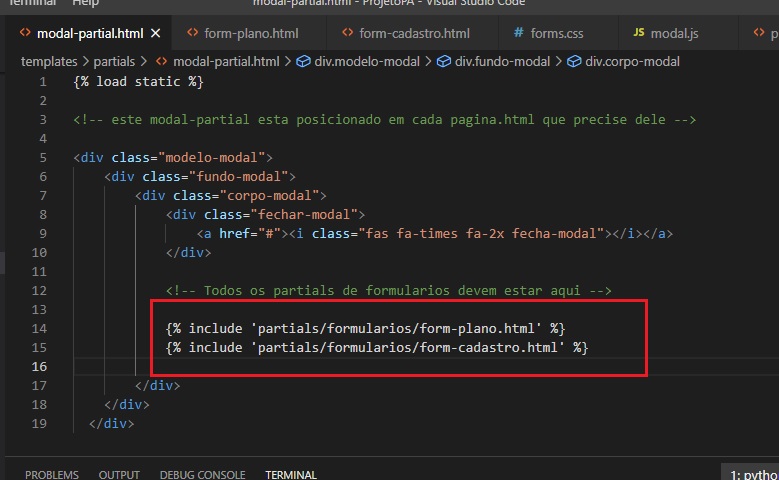 Terminal Help modal-partial.html - ProjetoPA - Visual Studio Code
modal-partial.html form-plano.html form-cadastro.html # forms.css JS modal.js p
templates > partials > modal-partial.html > div.modelo-modal > div.fundo-modal > div.corpo-modal
1 {% load static %}
2
3 <!-- este modal-partial esta posicionado em cada pagina.html que precise dele -->
4
5 <div class="modelo-modal">
6 <div class="fundo-modal">
7 <div class="corpo-modal">
8 <div class="fechar-modal">
9 <a href="#"><i class="fas fa-times fa-2x fecha-modal"></i></a>
10 </div>
11
12 <!-- Todos os partials de formularios devem estar aqui -->
13
14 {% include 'partials/formularios/form-plano.html' %}
15 {% include 'partials/formularios/form-cadastro.html' %}
16
17 </div>
18 </div>
19 </div>
PROBLEMS OUTPUT DEBUG CONSOLE TERMINAL 1: pytho